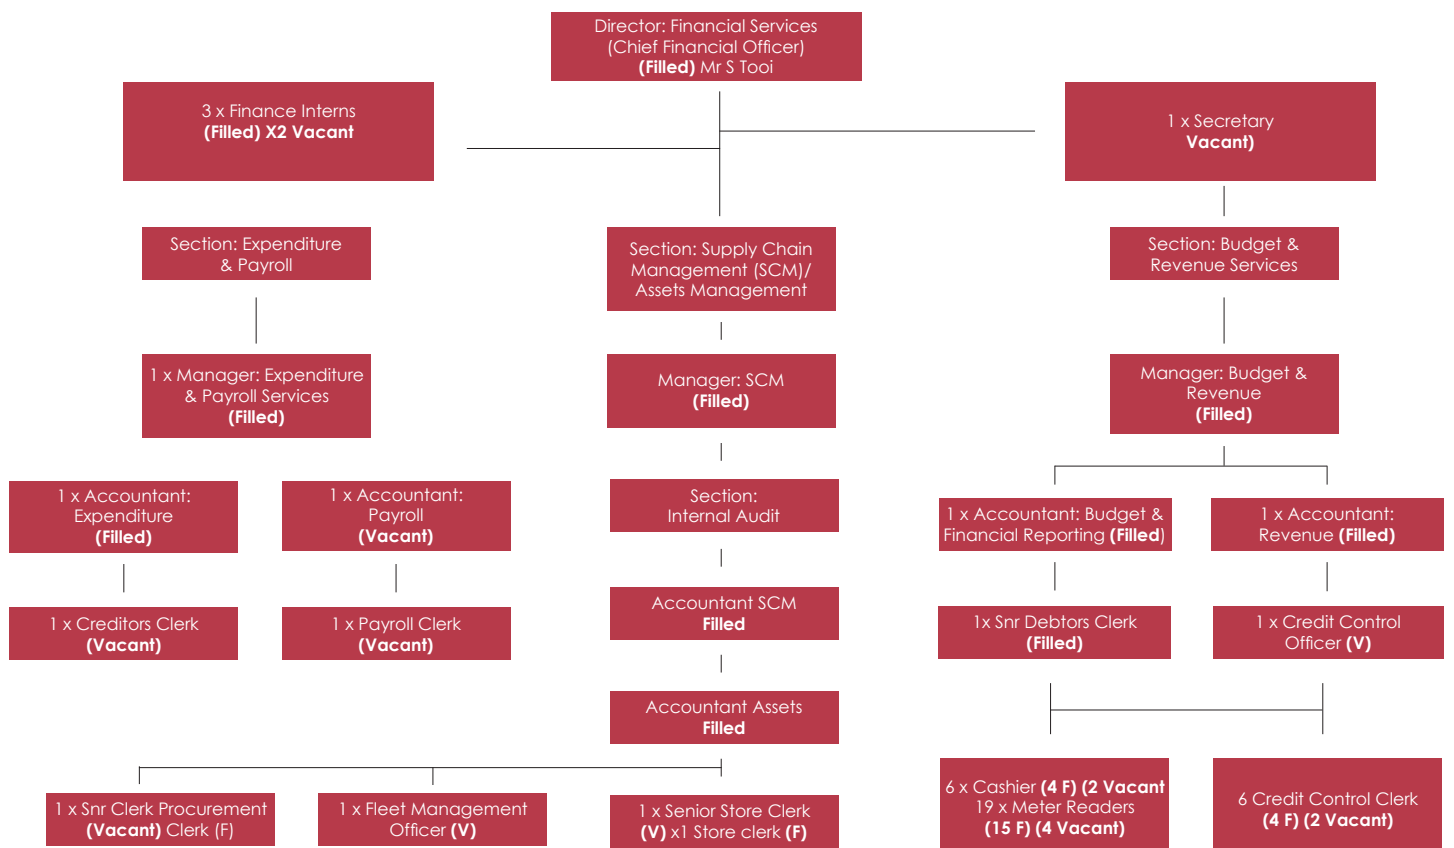 Director: Financial Services
(Chief Financial Officer)
(Filled) Mr S Tooi
3 x Finance Interns
(Filled) X2 Vacant
1 x Secretary
Vacant)
Section: Expenditure
& Payroll
Section: Supply Chain
Management (SCM)/
Assets Management
Section: Budget &
Revenue Services
1 x Manager: Expenditure
& Payroll Services
(Filled)
Manager: SCM
(Filled)
Manager: Budget &
Revenue
(Filled)
1 x Accountant:
Expenditure
(Filled)
1 x Accountant:
Payroll
(Vacant)
Section:
Internal Audit
1 x Accountant: Budget &
Financial Reporting (Filled)
1 x Accountant:
Revenue (Filled)
1 x Creditors Clerk
(Vacant)
1 x Payroll Clerk
(Vacant)
Accountant SCM
Filled
1x Snr Debtors Clerk
(Filled)
1 x Credit Control
Officer (V)
Accountant Assets
Filled
1 x Snr Clerk Procurement
(Vacant) Clerk (F)
1 x Fleet Management
Officer (V)
1 x Senior Store Clerk
(V) x1 Store clerk (F)
6 x Cashier (4 F) (2 Vacant
19 x Meter Readers
(15 F) (4 Vacant)
6 Credit Control Clerk
(4 F) (2 Vacant)